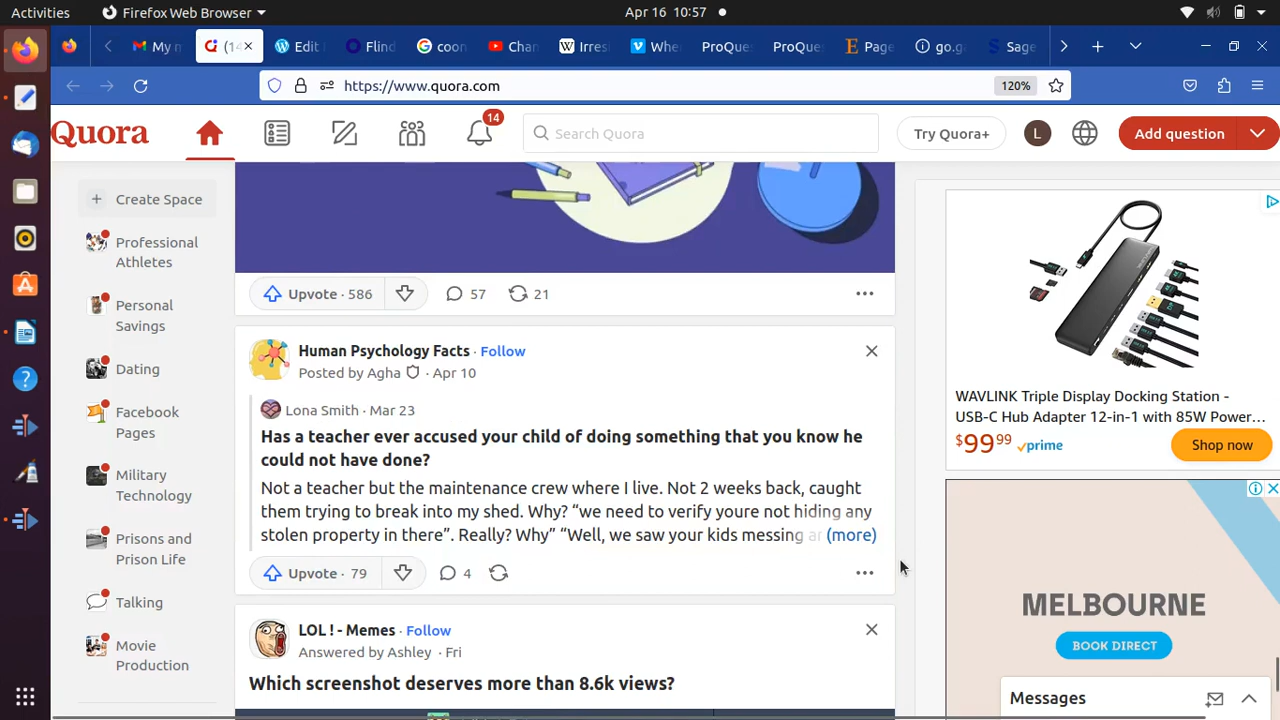 Activities
Firefox Web Browser
Apr 16 10:57
My n
(14
Edit
Flind
coon
Chan
Irres
Whe
ProQue
ProQue
Page
go.g
Sage
https://www.quora.com
120%
Quora
14
Search Quora
Try Quora+
L
Add question
Create Space
Professional
Athletes
Personal
Savings
Dating
Facebook
Pages
Military
Technology
Prisons and
Prison Life
Talking
Movie
Production
Upvote · 586
57
21
Human Psychology Facts · Follow
Posted by Agha · Apr 10
Lona Smith · Mar 23
Has a teacher ever accused your child of doing something that you know he
could not have done?
Not a teacher but the maintenance crew where I live. Not 2 weeks back, caught
them trying to break into my shed. Why? “we need to verify youre not hiding any
stolen property in there”. Really? Why” “Well, we saw your kids messing (more)
Upvote · 79
4
LOL ! - Memes · Follow
Answered by Ashley · Fri
Which screenshot deserves more than 8.6k views?
WAVLINK Triple Display Docking Station -
USB-C Hub Adapter 12-in-1 with 85W Power…
$99 99 prime
Shop now
MELBOURNE
BOOK DIRECT
Messages